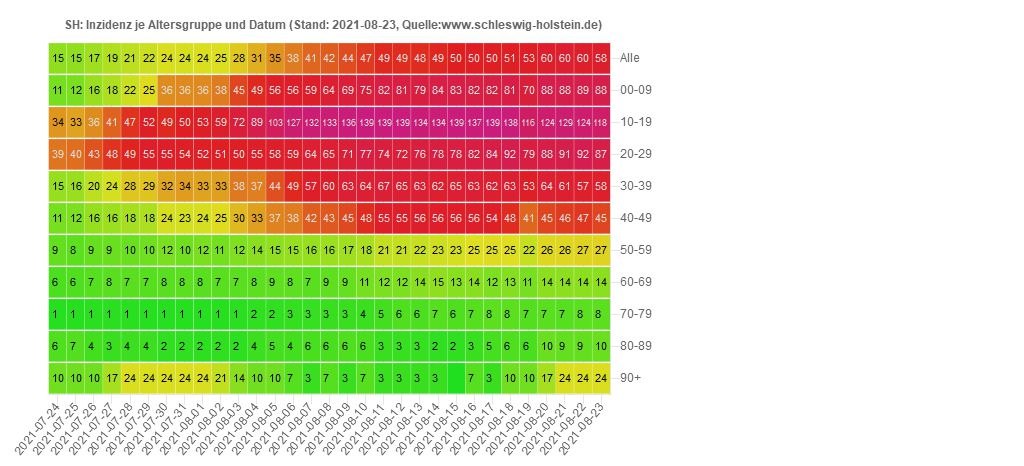 SH: Inzidenz je Altersgruppe und Datum (Stand: 2021-08-23, Quelle:www.schleswig-holstein.de)
15 15 17 19 21 22 24 24 24 25 28 31 35 38 41 42 44 47 49 49 48 49 50 50 50 51 53 60 60 60 58 Alle
11 12 16 18 22 25 36 36 36 38 45 49 56 56 59 64 69 75 82 81 79 84 83 82 82 81 70 88 88 89 88 00-09
34 33 36 41 47 52 49 50 53 59 72 89 103 127 132 133 136 139 139 139 134 134 139 137 139 138 116 124 129 124 118 10-19
39 40 43 48 49 55 55 54 52 51 50 55 58 59 64 65 71 77 74 72 76 78 78 82 84 92 79 88 91 92 87 20-29
15 16 20 24 28 29 32 34 33 33 38 37 44 49 57 60 63 64 67 65 63 62 65 63 62 63 53 64 61 57 58 30-39
11 12 16 16 18 18 24 23 24 25 30 33 37 38 42 43 45 48 55 55 56 56 56 56 54 48 41 45 46 47 45 40-49
9 8 9 9 10 10 12 10 12 11 12 14 15 15 16 16 17 18 21 21 22 23 23 25 25 25 22 26 26 27 27 50-59
6 6 7 8 7 7 8 8 8 7 7 8 9 8 7 9 9 11 12 12 14 15 13 14 12 13 11 14 14 14 14 60-69
1 1 1 1 1 1 1 1 1 1 1 2 2 3 3 3 3 4 5 6 6 7 6 7 8 8 7 7 7 8 8 70-79
6 7 4 3 4 4 2 2 2 2 2 4 5 4 6 6 6 6 3 3 3 2 2 3 5 6 6 10 9 9 10 80-89
10 10 10 17 24 24 24 24 24 21 14 10 10 7 3 7 3 7 3 3 3 3 7 3 10 10 17 24 24 24 90+
2021-07-24 2021-07-25 2021-07-26 2021-07-27 2021-07-28 2021-07-29 2021-07-30 2021-07-31 2021-08-01 2021-08-02 2021-08-03 2021-08-04 2021-08-05 2021-08-06 2021-08-07 2021-08-08 2021-08-09 2021-08-10 2021-08-11 2021-08-12 2021-08-13 2021-08-14 2021-08-15 2021-08-16 2021-08-17 2021-08-18 2021-08-19 2021-08-20 2021-08-21 2021-08-22 2021-08-23